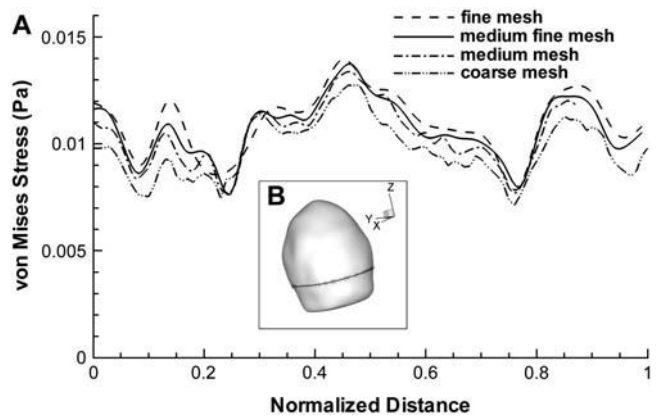 A
0.015
0.01
0.005
0
von Mises Stress (Pa)
fine mesh
medium fine mesh
medium mesh
coarse mesh
B
Z
Y
X
0 0.2 0.4 0.6 0.8 1
Normalized Distance